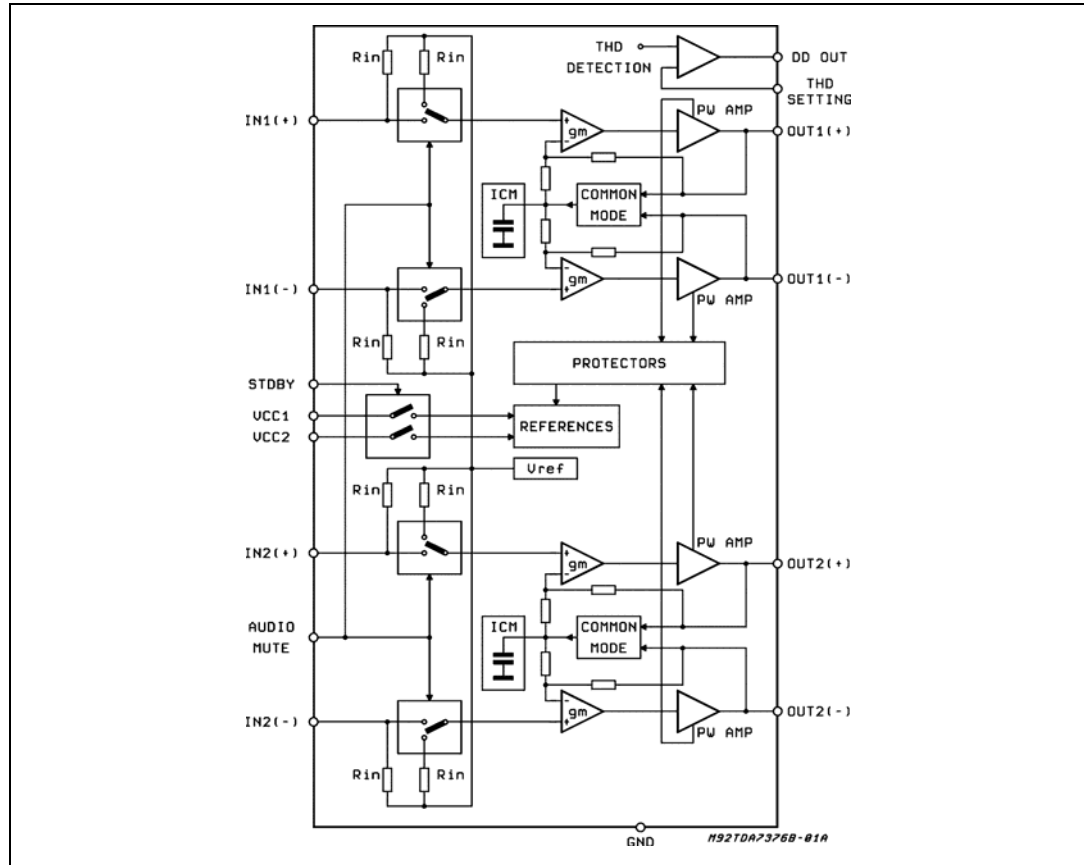 THD
DETECTION
DD OUT
THD
SETTING
Rin
Rin
PW AMP
IN1(+)
gm
OUT1(+)
ICM
COMMON
MODE
IN1(-)
gm
OUT1(-)
PW AMP
Rin
Rin
PROTECTORS
STDBY
VCC1
REFERENCES
VCC2
Vref
Rin
Rin
PW AMP
IN2(+)
gm
OUT2(+)
AUDIO
MUTE
ICM
COMMON
MODE
IN2(-)
gm
OUT2(-)
PW AMP
Rin
Rin
GND
M92TDA7376B-01A